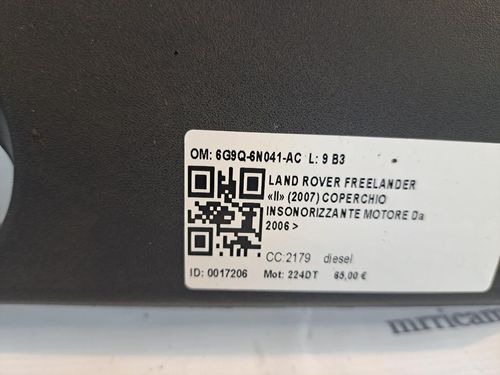 OM: 6G9Q-6N041-AC L: 9 B3
LAND ROVER FREELANDER
«II» (2007) COPERCHIO
INSONORIZZANTE MOTORE Da
2006 >
CC:2179 diesel
ID: 0017206 Mot: 224DT 65,00 €